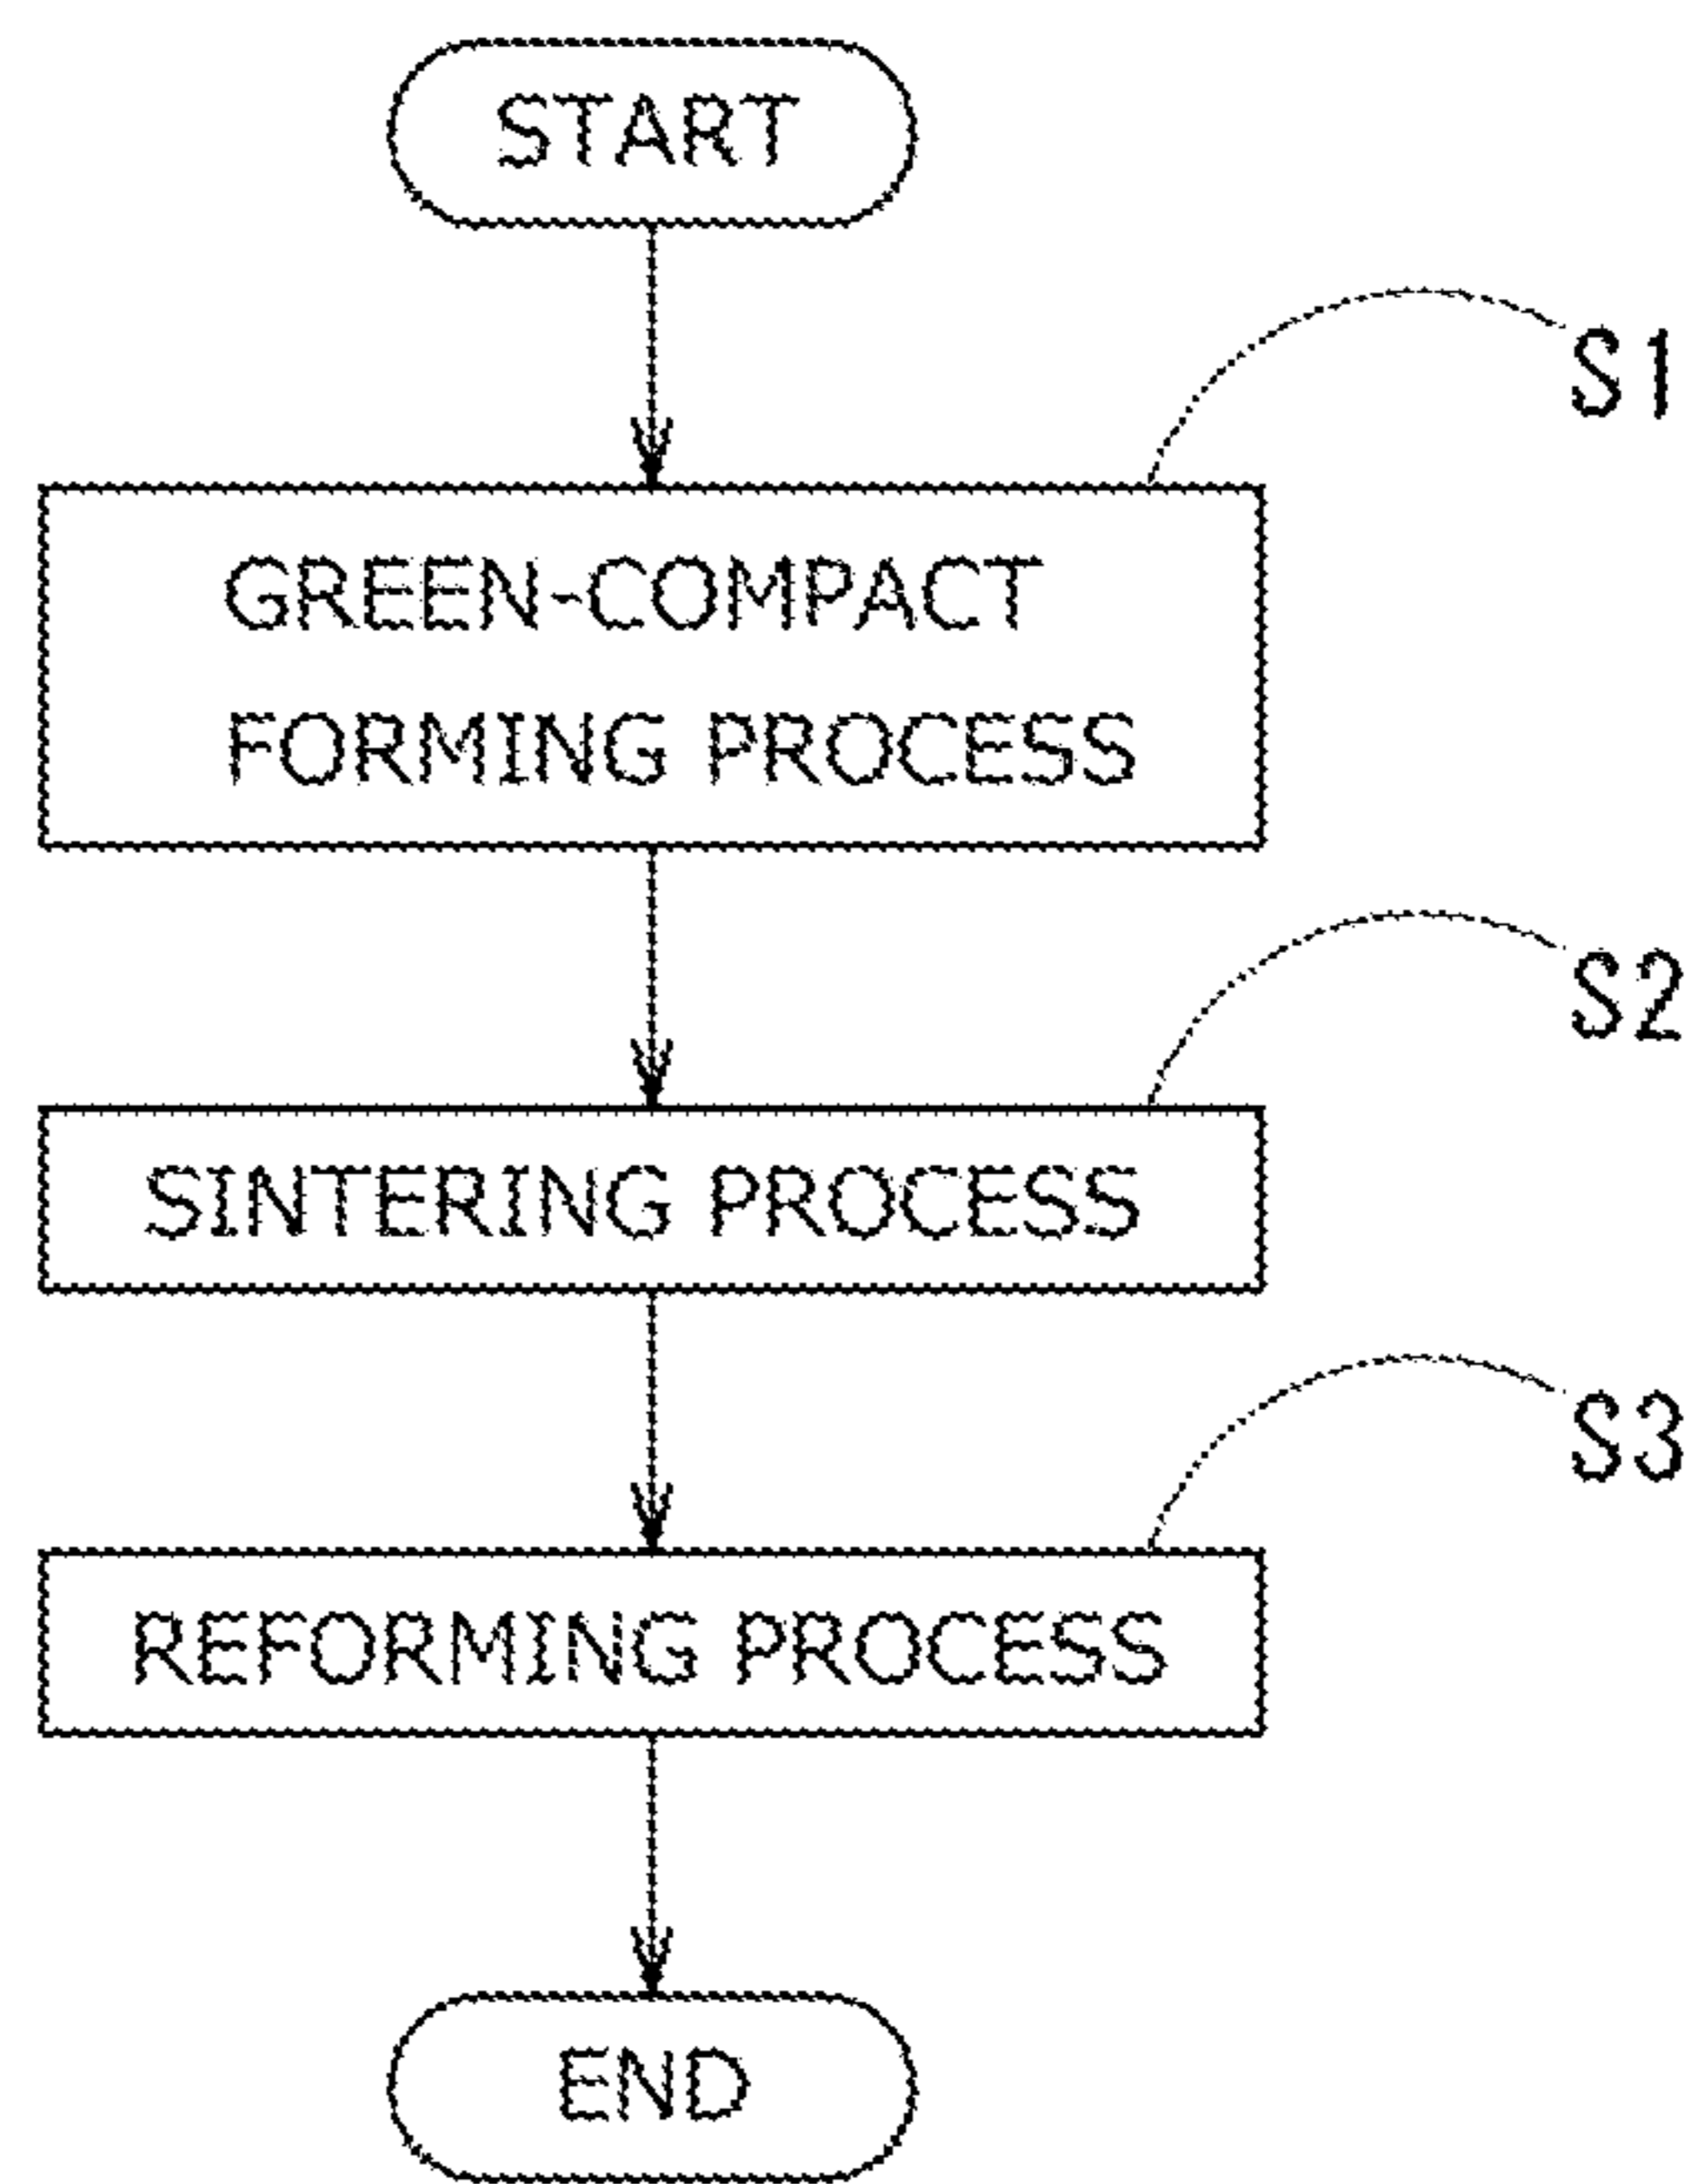 START
S1
GREEN-COMPACT
FORMING PROCESS
S2
SINTERING PROCESS
S3
REFORMING PROCESS
END